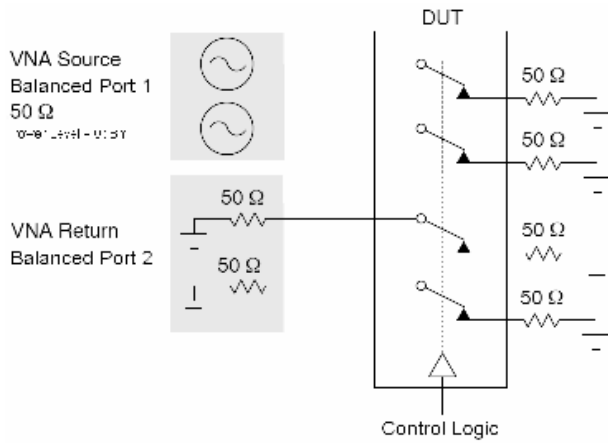 DUT
VNA Source
Balanced Port 1
50 Ω
50 Ω
50 Ω
VNA Return
Balanced Port 2
50 Ω
50 Ω
50 Ω
50 Ω
Control Logic